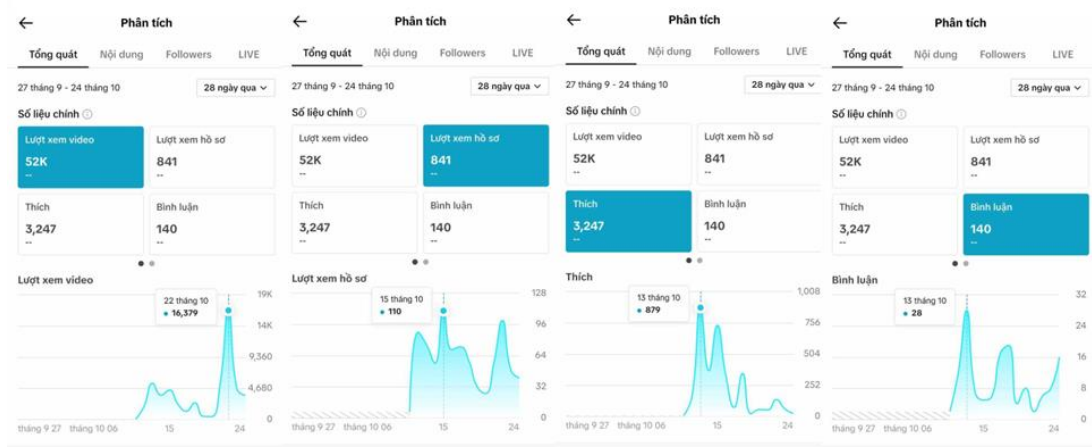 Phân tích
Tổng quát Nội dung Followers LIVE
27 tháng 9 - 24 tháng 10 28 ngày qua
Số liệu chính
Lượt xem video Lượt xem hồ sơ
52K 841
-- --
Thích Bình luận
3,247 140
-- --
Lượt xem video
22 tháng 10
16,379
19K
14K
9,360
4,680
0
tháng 9 27 tháng 10 06 15 24
Phân tích
Tổng quát Nội dung Followers LIVE
27 tháng 9 - 24 tháng 10 28 ngày qua
Số liệu chính
Lượt xem video Lượt xem hồ sơ
52K 841
-- --
Thích Bình luận
3,247 140
-- --
Lượt xem hồ sơ
15 tháng 10
110
128
96
64
32
0
tháng 9 27 tháng 10 06 15 24
Phân tích
Tổng quát Nội dung Followers LIVE
27 tháng 9 - 24 tháng 10 28 ngày qua
Số liệu chính
Lượt xem video Lượt xem hồ sơ
52K 841
-- --
Thích Bình luận
3,247 140
-- --
Thích
13 tháng 10
879
1,008
756
504
252
0
tháng 9 27 tháng 10 06 15 24
Phân tích
Tổng quát Nội dung Followers LIVE
27 tháng 9 - 24 tháng 10 28 ngày qua
Số liệu chính
Lượt xem video Lượt xem hồ sơ
52K 841
-- --
Thích Bình luận
3,247 140
-- --
Bình luận
13 tháng 10
28
32
24
16
8
0
tháng 9 27 tháng 10 06 15 24